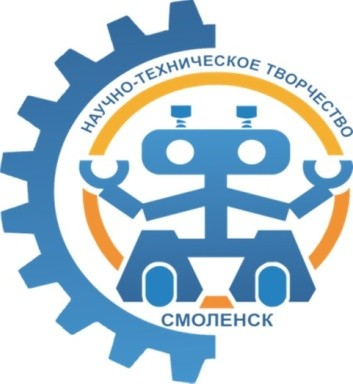 НАУЧНО-ТЕХНИЧЕСКОЕ ТВОРЧЕСТВО
СМОЛЕНСК